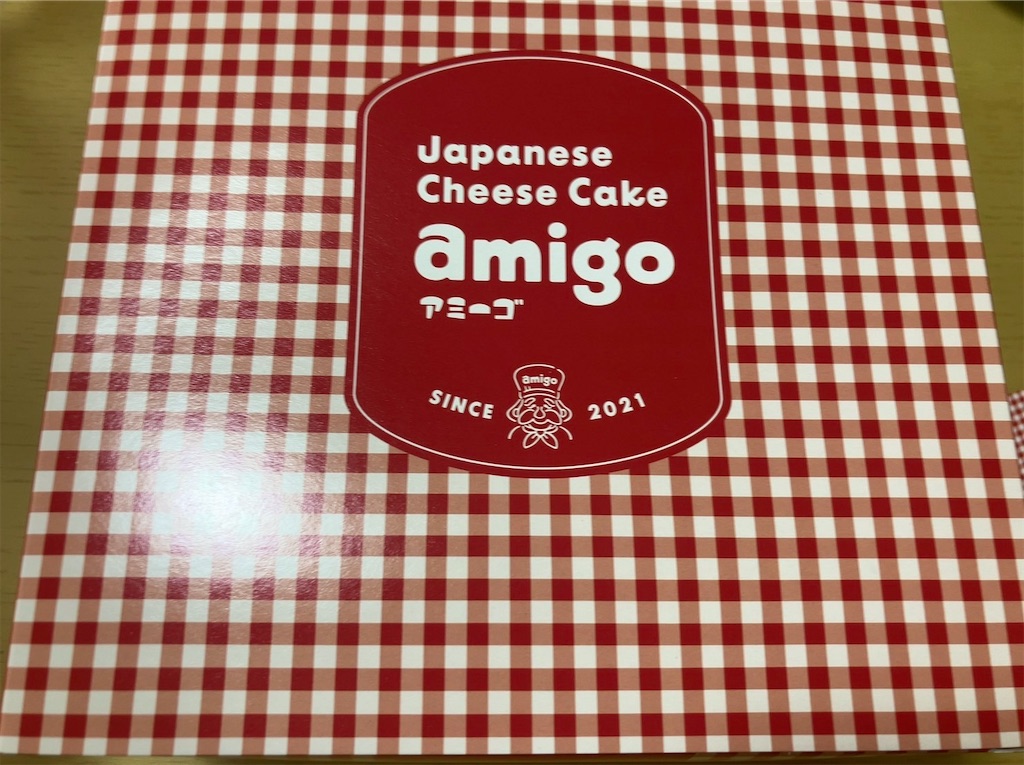 Japanese
Cheese Cake
amigo
アミーゴ
amigo
SINCE 2021